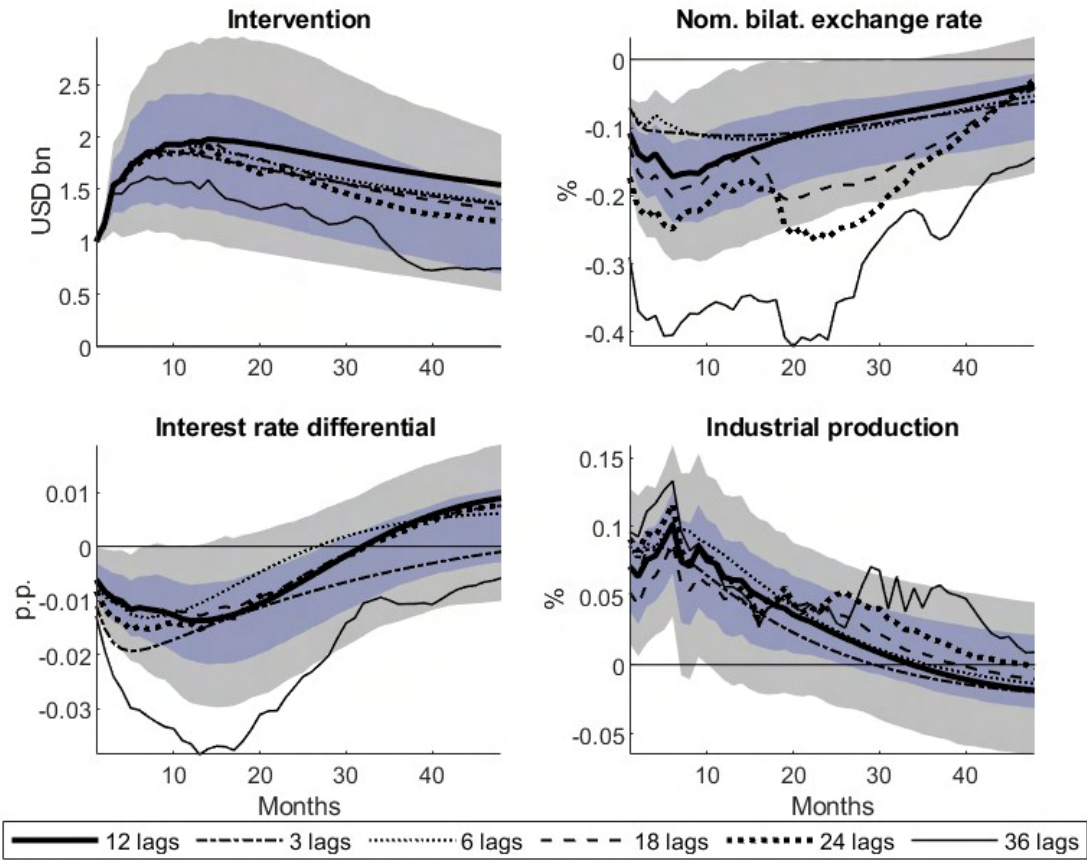 Intervention
USD bn
2.5
2
1.5
1
0.5
0
10 20 30 40
Nom. bilat. exchange rate
%
0
-0.1
-0.2
-0.3
-0.4
10 20 30 40
Interest rate differential
p.p.
0.01
0
-0.01
-0.02
-0.03
10 20 30 40
Months
Industrial production
%
0.15
0.1
0.05
0
-0.05
10 20 30 40
Months
12 lags 3 lags 6 lags 18 lags 24 lags 36 lags